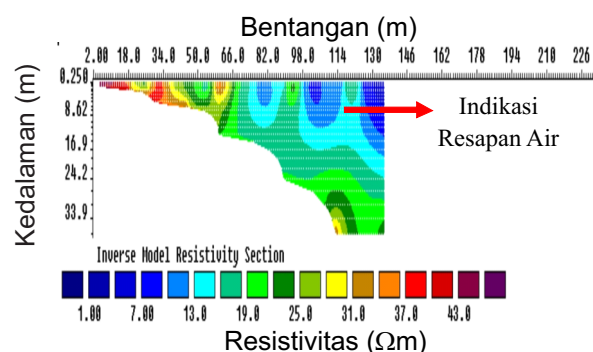 Bentangan (m)
2.00 18.0 34.0 50.0 66.0 82.0 98.0 114 130 146 162 178 194 210 226
Kedalaman (m)
0.250
8.62
16.9
24.2
33.9
Indikasi
Resapan Air
Inverse Model Resistivity Section
1.00 7.00 13.0 19.0 25.0 31.0 37.0 43.0
Resistivitas (Ωm)